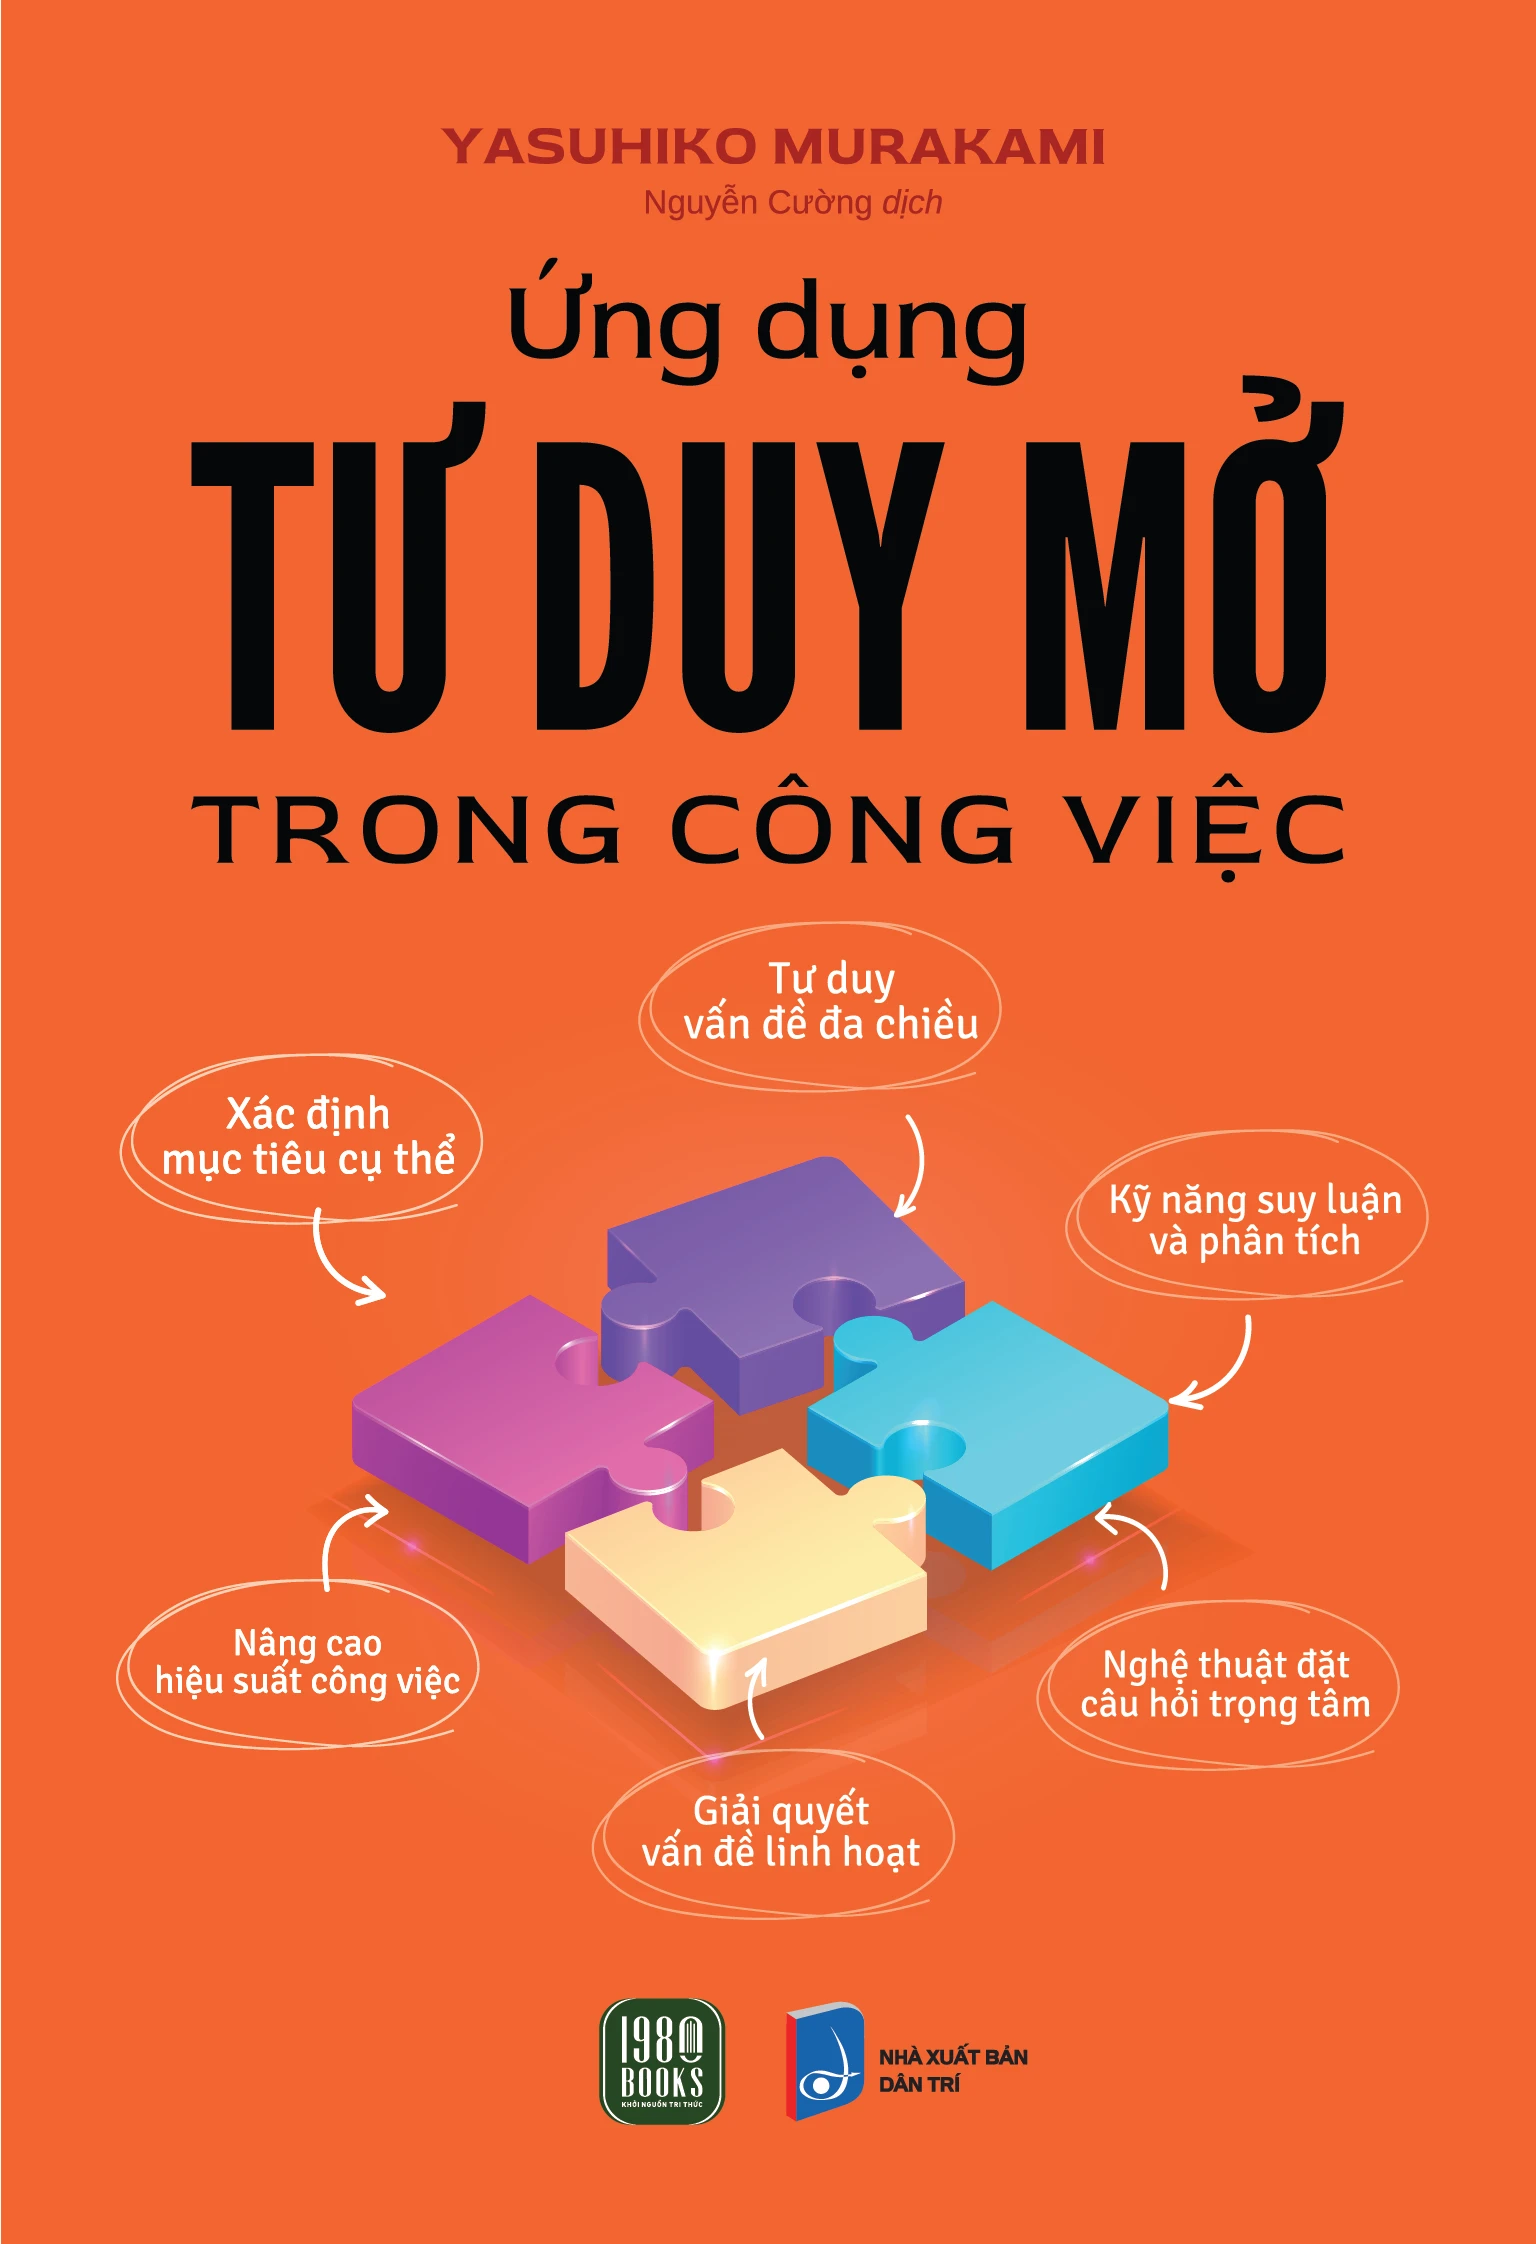 YASUHIKO MURAKAMI
Nguyễn Cường dịch
Ứng dụng
TƯ DUY MỞ
TRONG CÔNG VIỆC
Tư duy
vấn đề đa chiều
Xác định
mục tiêu cụ thể
Kỹ năng suy luận
và phân tích
Nâng cao
hiệu suất công việc
Nghệ thuật đặt
câu hỏi trọng tâm
Giải quyết
vấn đề linh hoạt
1980
BOOKS
KHỞI NGUỒN TRI THỨC
NHÀ XUẤT BẢN
DÂN TRÍ